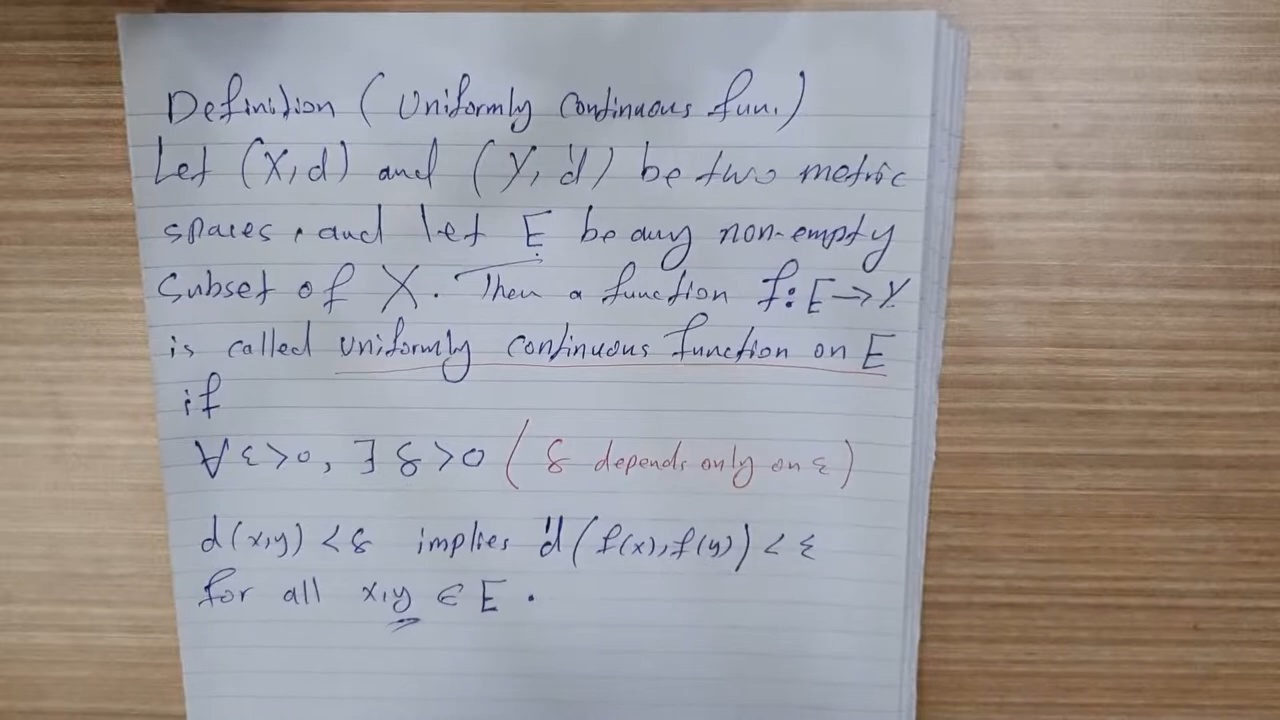 Definition (Uniformly continuous fun.)
Let (X,d) and (Y,d') be two metric
spaces, and let E be any non-empty
subset of X. Then a function f: E → Y
is called uniformly continuous function on E
if
∀ ε>0, ∃ δ>0 (δ depends only on ε)
d(x,y) < δ implies d'(f(x), f(y)) < ε
for all x,y ∈ E.